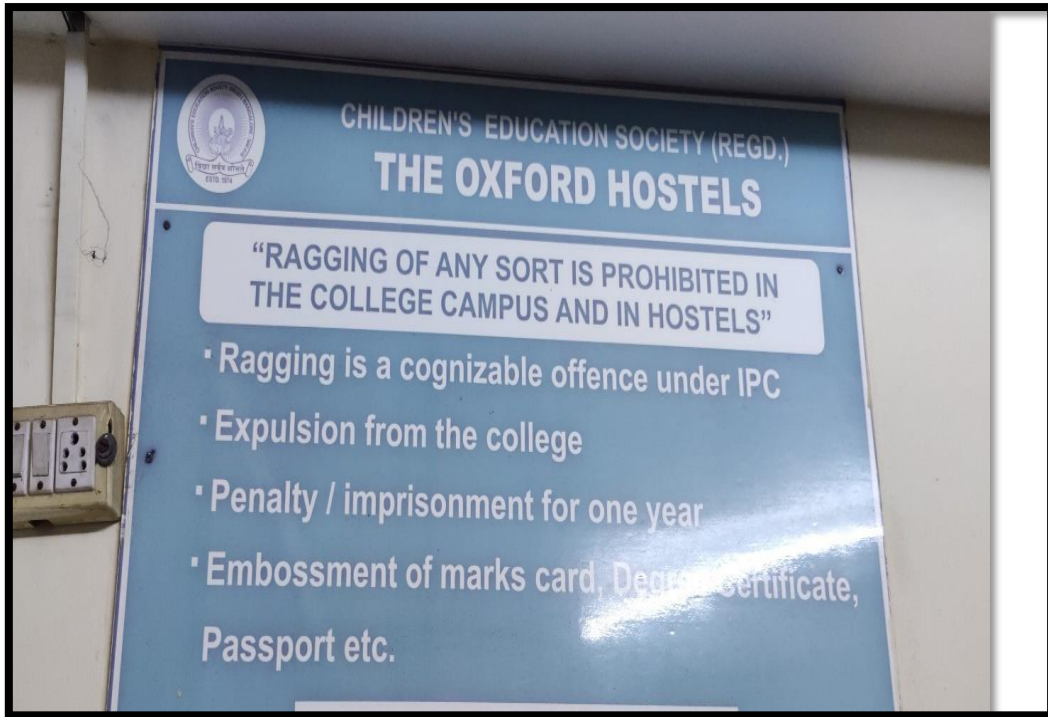 CHILDREN'S EDUCATION SOCIETY (REGD.)
THE OXFORD HOSTELS
"RAGGING OF ANY SORT IS PROHIBITED IN
THE COLLEGE CAMPUS AND IN HOSTELS"
· Ragging is a cognizable offence under IPC
· Expulsion from the college
· Penalty / imprisonment for one year
· Embossment of marks card, Degree Certificate,
Passport etc.